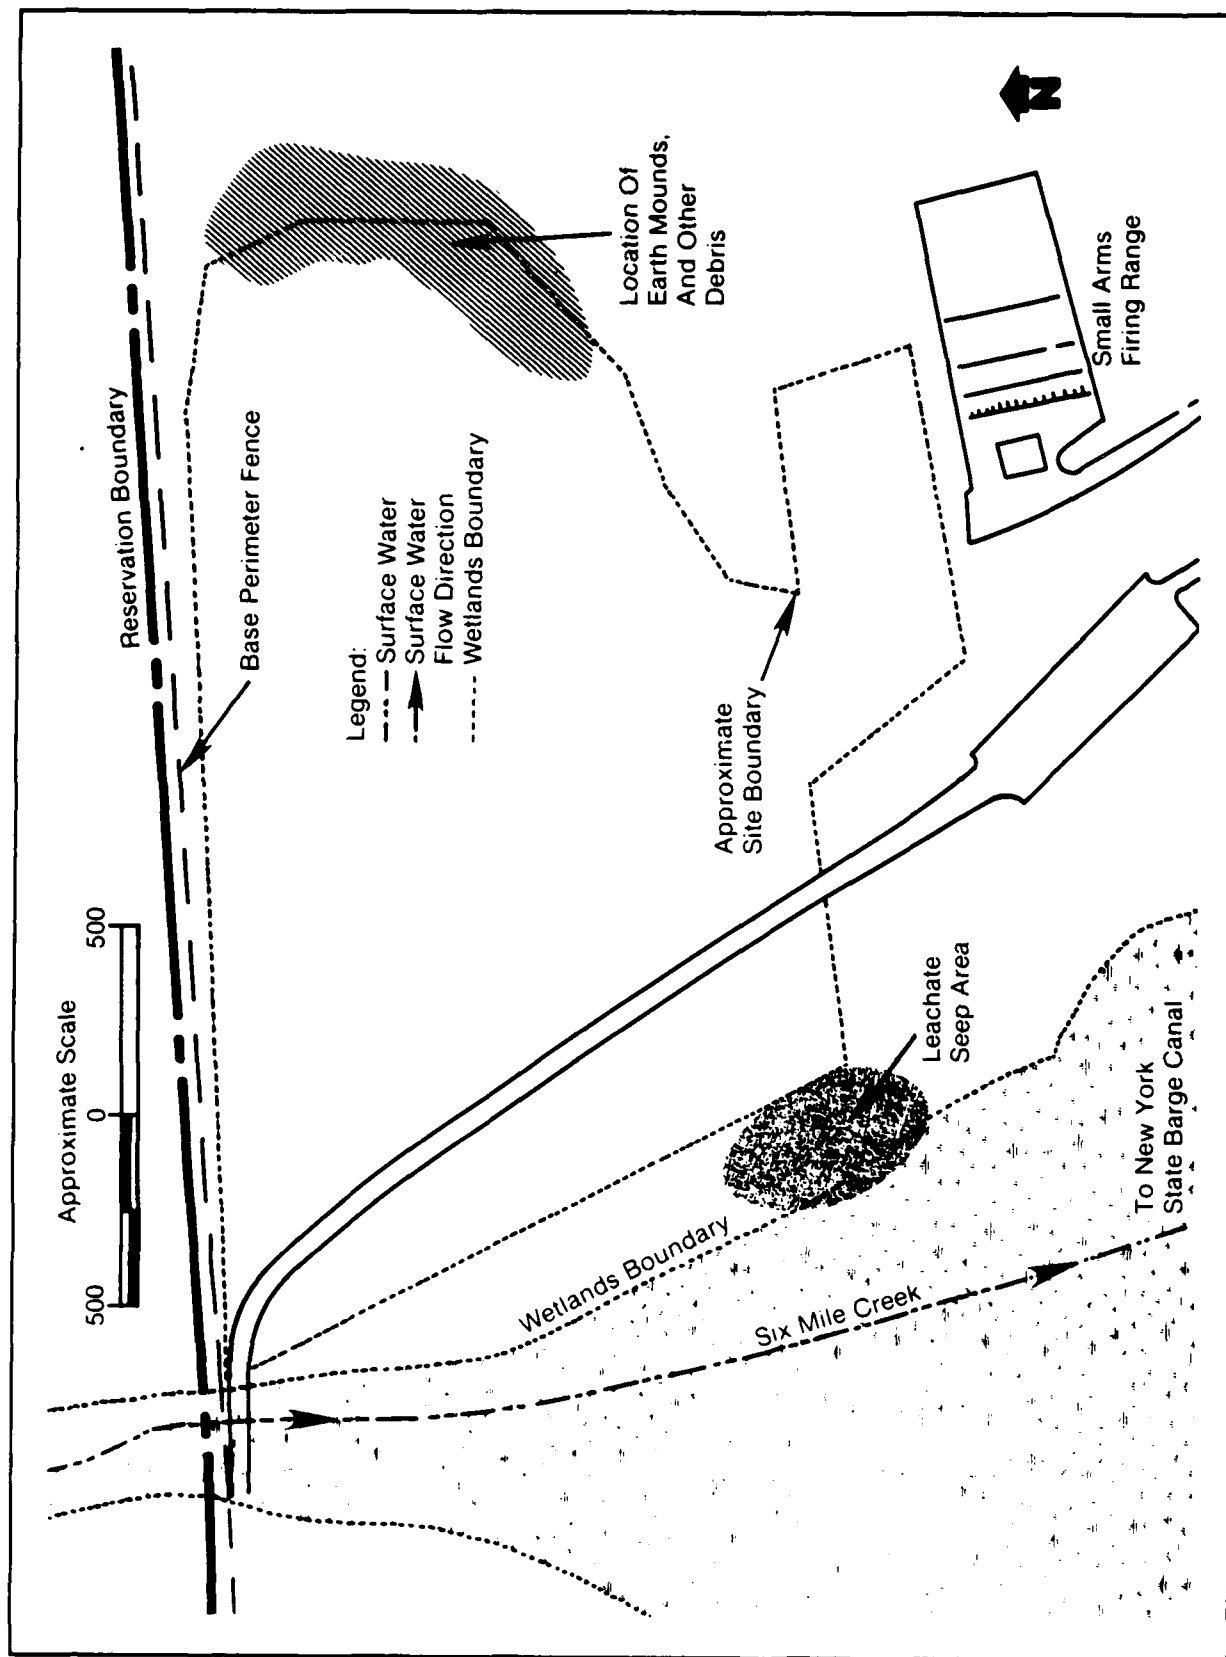 Approximate Scale
500 0 500
Reservation Boundary
Base Perimeter Fence
Legend:
Surface Water
Surface Water
Flow Direction
Wetlands Boundary
Location Of
Earth Mounds,
And Other
Debris
N
Approximate
Site Boundary
Small Arms
Firing Range
Leachate
Seep Area
Wetlands Boundary
Six Mile Creek
To New York
State Barge Canal